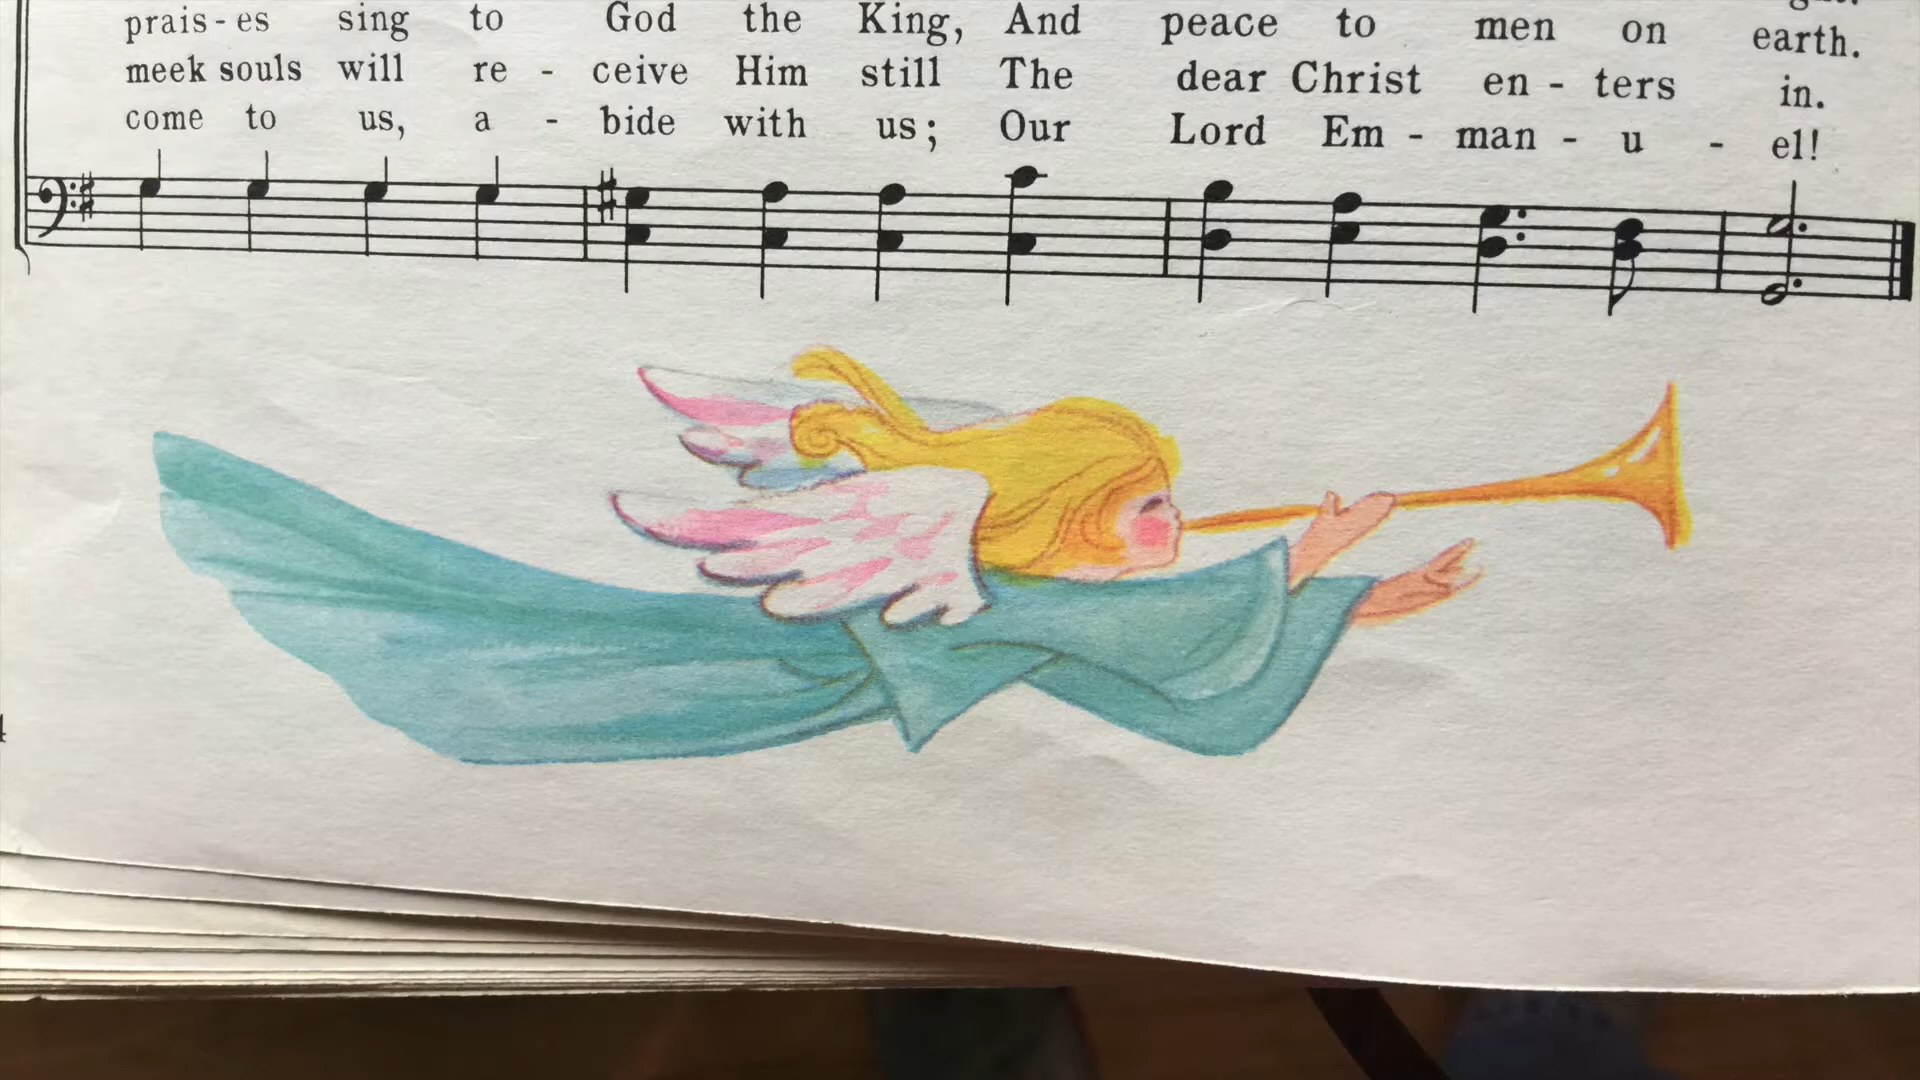 prais-es sing to God the King, And peace to men on earth.
meek souls will re - ceive Him still The dear Christ en - ters in.
come to us, a - bide with us; Our Lord Em - man - u - el!